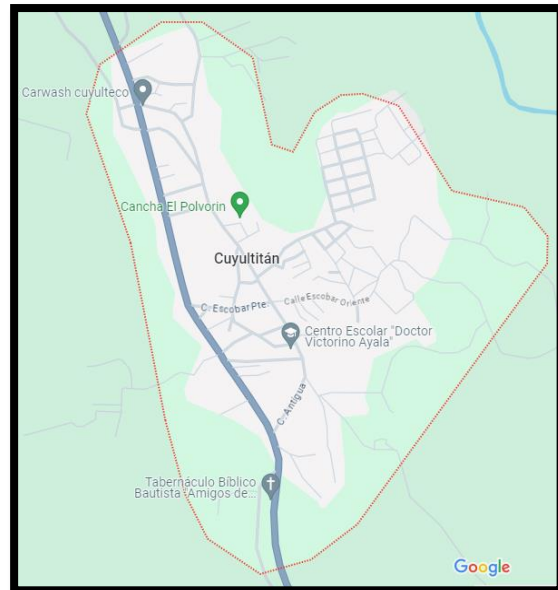 Carwash cuyulteco
Cancha El Polvorin
Cuyultitán
C. Escobar Pte.
Calle Escobar Oriente
Centro Escolar "Doctor
Victorino Ayala"
C. Antigua
Tabernáculo Bíblico
Bautista "Amigos de...
Google